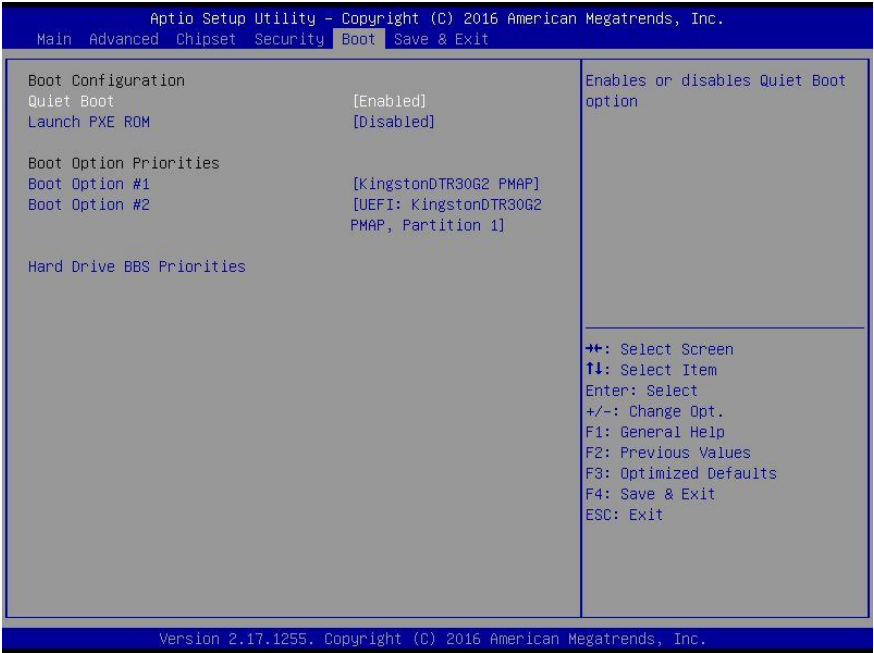 Aptio Setup Utility – Copyright (C) 2016 American Megatrends, Inc.
Main Advanced Chipset Security Boot Save & Exit
Boot Configuration
Quiet Boot [Enabled]
Launch PXE ROM [Disabled]
Boot Option Priorities
Boot Option #1 [KingstonDTR30G2 PMAP]
Boot Option #2 [UEFI: KingstonDTR30G2
PMAP, Partition 1]
Hard Drive BBS Priorities
Enables or disables Quiet Boot
option
→←: Select Screen
↑↓: Select Item
Enter: Select
+/-: Change Opt.
F1: General Help
F2: Previous Values
F3: Optimized Defaults
F4: Save & Exit
ESC: Exit
Version 2.17.1255. Copyright (C) 2016 American Megatrends, Inc.